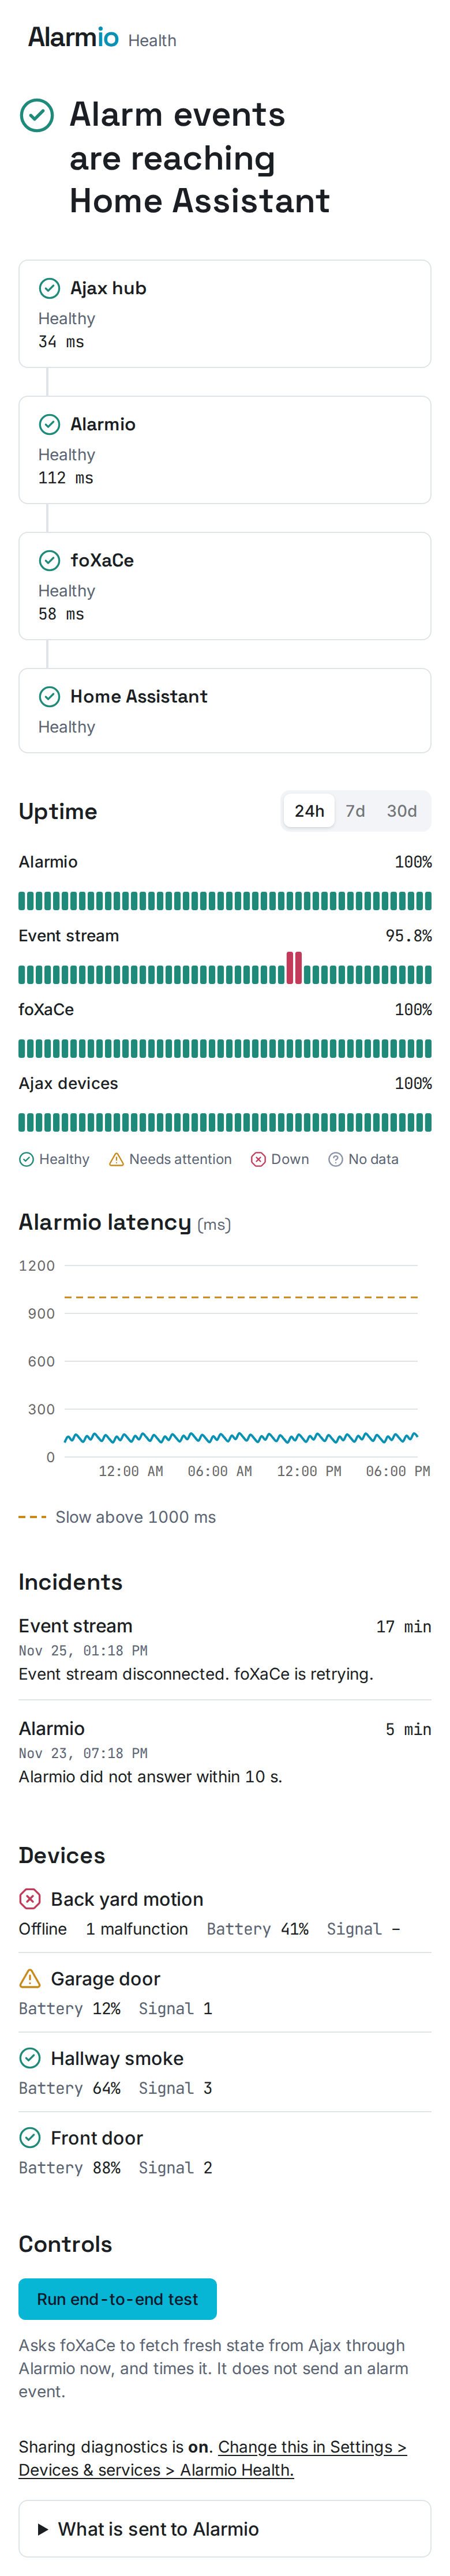 Alarmio Health
Alarm events
are reaching
Home Assistant
Ajax hub
Healthy
34 ms
Alarmio
Healthy
112 ms
foXaCe
Healthy
58 ms
Home Assistant
Healthy
Uptime 24h 7d 30d
Alarmio 100%
Event stream 95.8%
foXaCe 100%
Ajax devices 100%
Healthy Needs attention Down No data
Alarmio latency (ms)
1200
900
600
300
0
12:00 AM 06:00 AM 12:00 PM 06:00 PM
Slow above 1000 ms
Incidents
Event stream 17 min
Nov 25, 01:18 PM
Event stream disconnected. foXaCe is retrying.
Alarmio 5 min
Nov 23, 07:18 PM
Alarmio did not answer within 10 s.
Devices
Back yard motion
Offline 1 malfunction Battery 41% Signal –
Garage door
Battery 12% Signal 1
Hallway smoke
Battery 64% Signal 3
Front door
Battery 88% Signal 2
Controls
Run end-to-end test
Asks foXaCe to fetch fresh state from Ajax through
Alarmio now, and times it. It does not send an alarm
event.
Sharing diagnostics is on. Change this in Settings >
Devices & services > Alarmio Health.
What is sent to Alarmio